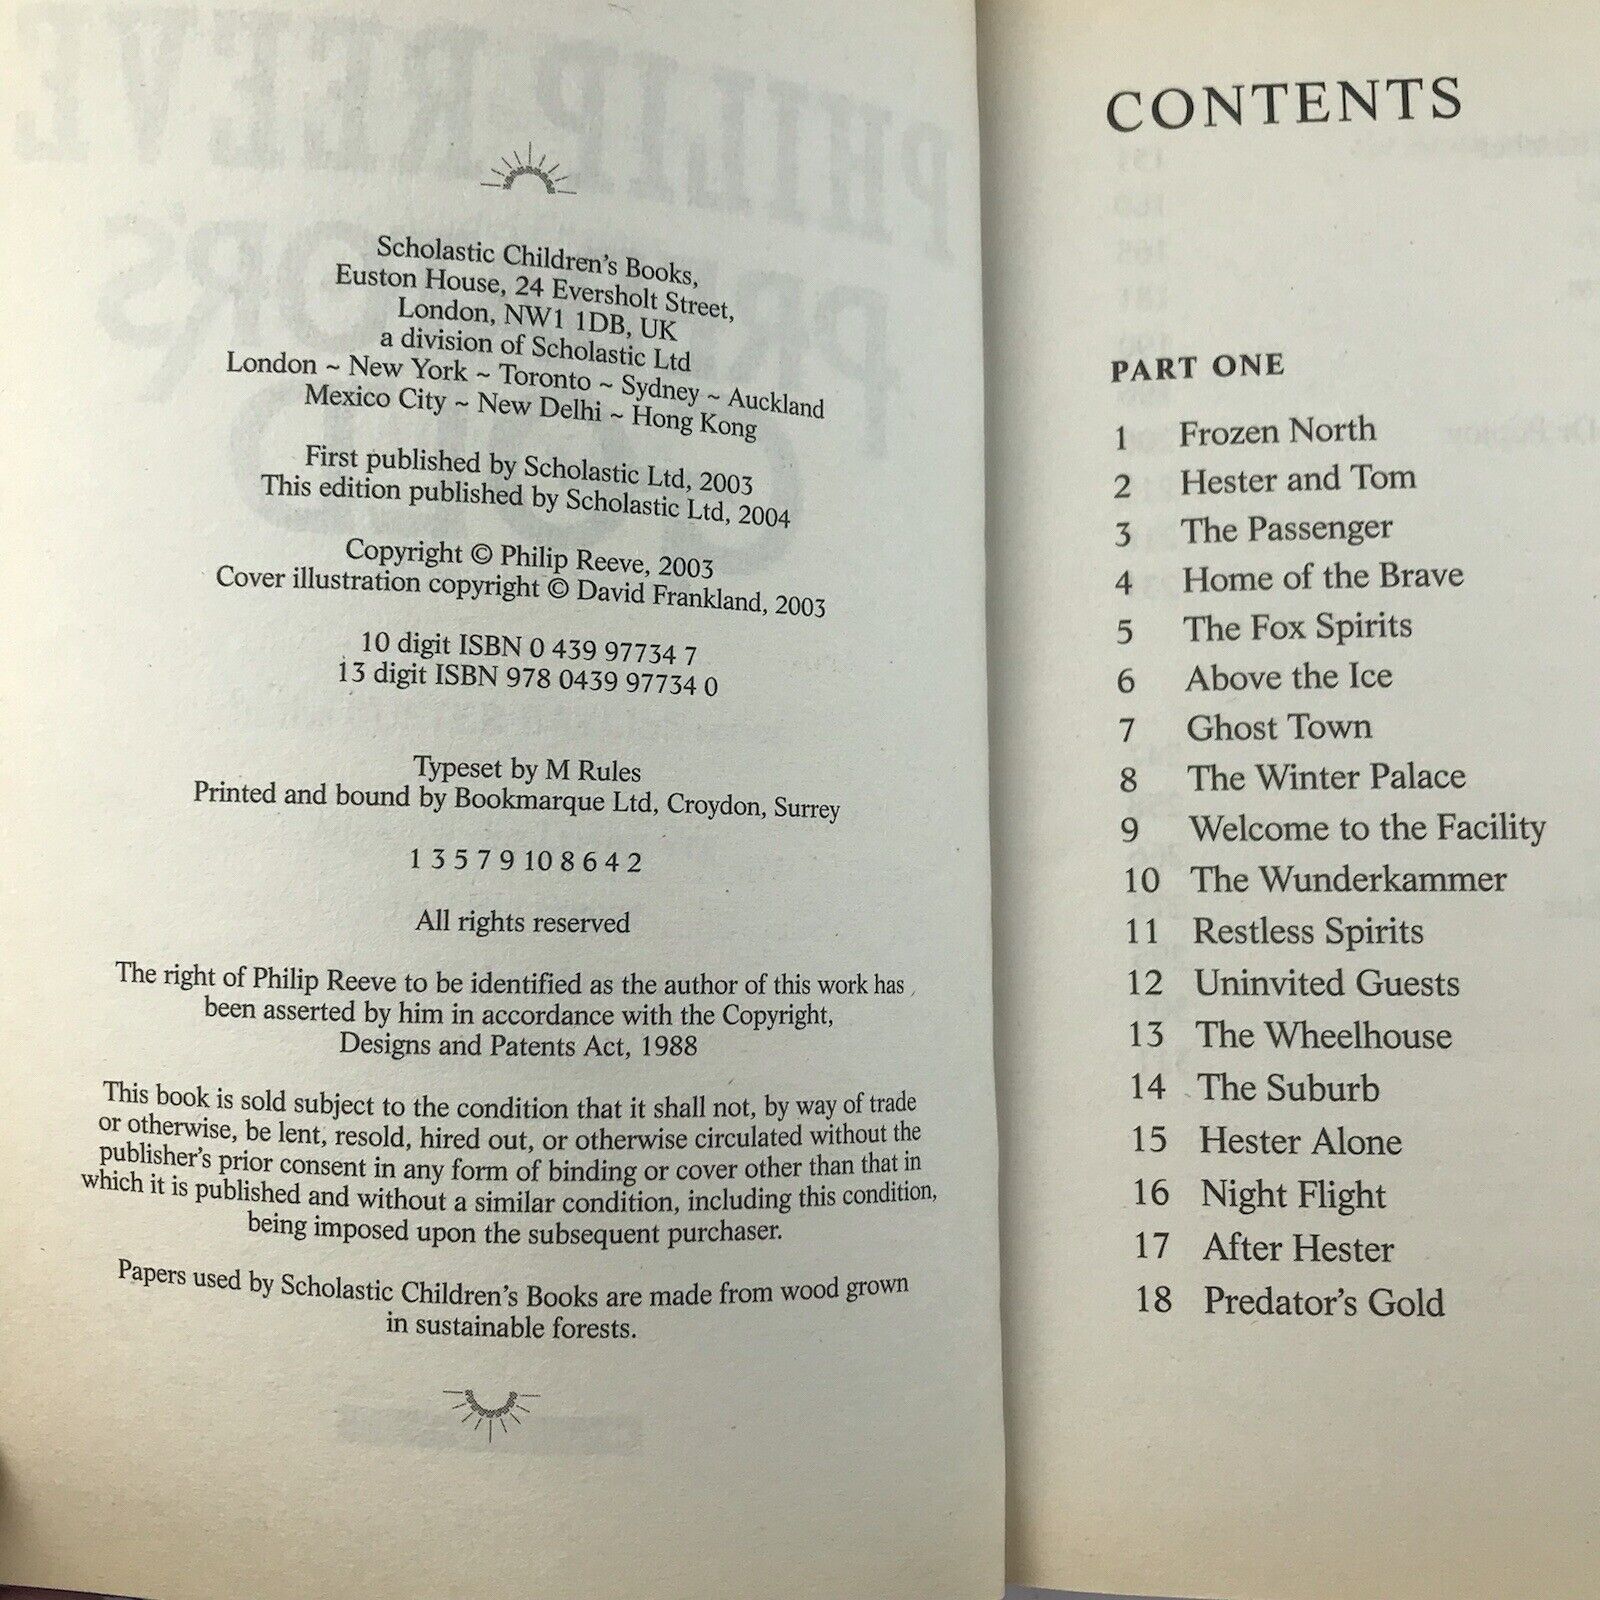 Scholastic Children's Books,
Euston House, 24 Eversholt Street,
London, NW1 1DB, UK
a division of Scholastic Ltd
London ~ New York ~ Toronto ~ Sydney ~ Auckland
Mexico City ~ New Delhi ~ Hong Kong
First published by Scholastic Ltd, 2003
This edition published by Scholastic Ltd, 2004
Copyright © Philip Reeve, 2003
Cover illustration copyright © David Frankland, 2003
10 digit ISBN 0 439 97734 7
13 digit ISBN 978 0439 97734 0
Typeset by M Rules
Printed and bound by Bookmarque Ltd, Croydon, Surrey
1 3 5 7 9 10 8 6 4 2
All rights reserved
The right of Philip Reeve to be identified as the author of this work has
been asserted by him in accordance with the Copyright,
Designs and Patents Act, 1988
This book is sold subject to the condition that it shall not, by way of trade
or otherwise, be lent, resold, hired out, or otherwise circulated without the
publisher's prior consent in any form of binding or cover other than that in
which it is published and without a similar condition, including this condition,
being imposed upon the subsequent purchaser.
Papers used by Scholastic Children's Books are made from wood grown
in sustainable forests.
CONTENTS
PART ONE
1 Frozen North
2 Hester and Tom
3 The Passenger
4 Home of the Brave
5 The Fox Spirits
6 Above the Ice
7 Ghost Town
8 The Winter Palace
9 Welcome to the Facility
10 The Wunderkammer
11 Restless Spirits
12 Uninvited Guests
13 The Wheelhouse
14 The Suburb
15 Hester Alone
16 Night Flight
17 After Hester
18 Predator's Gold